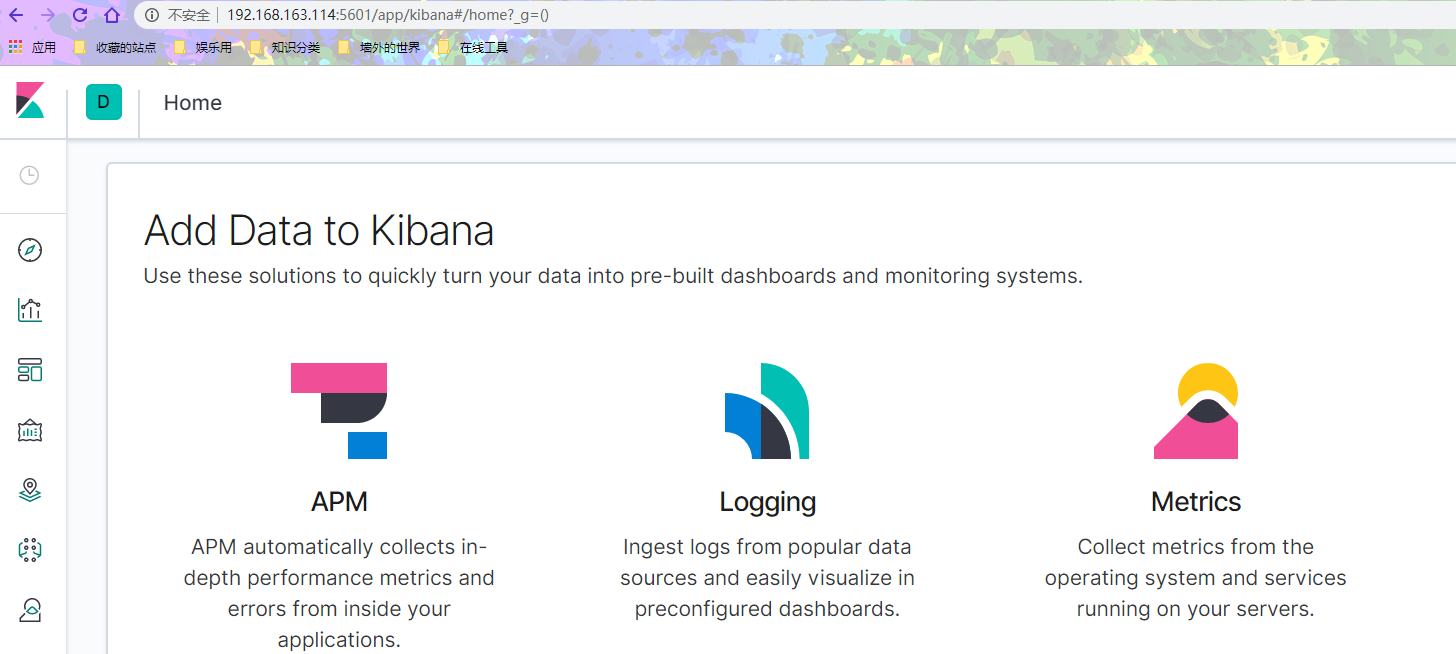 不安全 192.168.163.114:5601/app/kibana#/home?_g=()
应用 收藏的站点 娱乐用 知识分类 墙外的世界 在线工具
D Home
Add Data to Kibana
Use these solutions to quickly turn your data into pre-built dashboards and monitoring systems.
APM
APM automatically collects in-
depth performance metrics and
errors from inside your
applications.
Logging
Ingest logs from popular data
sources and easily visualize in
preconfigured dashboards.
Metrics
Collect metrics from the
operating system and services
running on your servers.